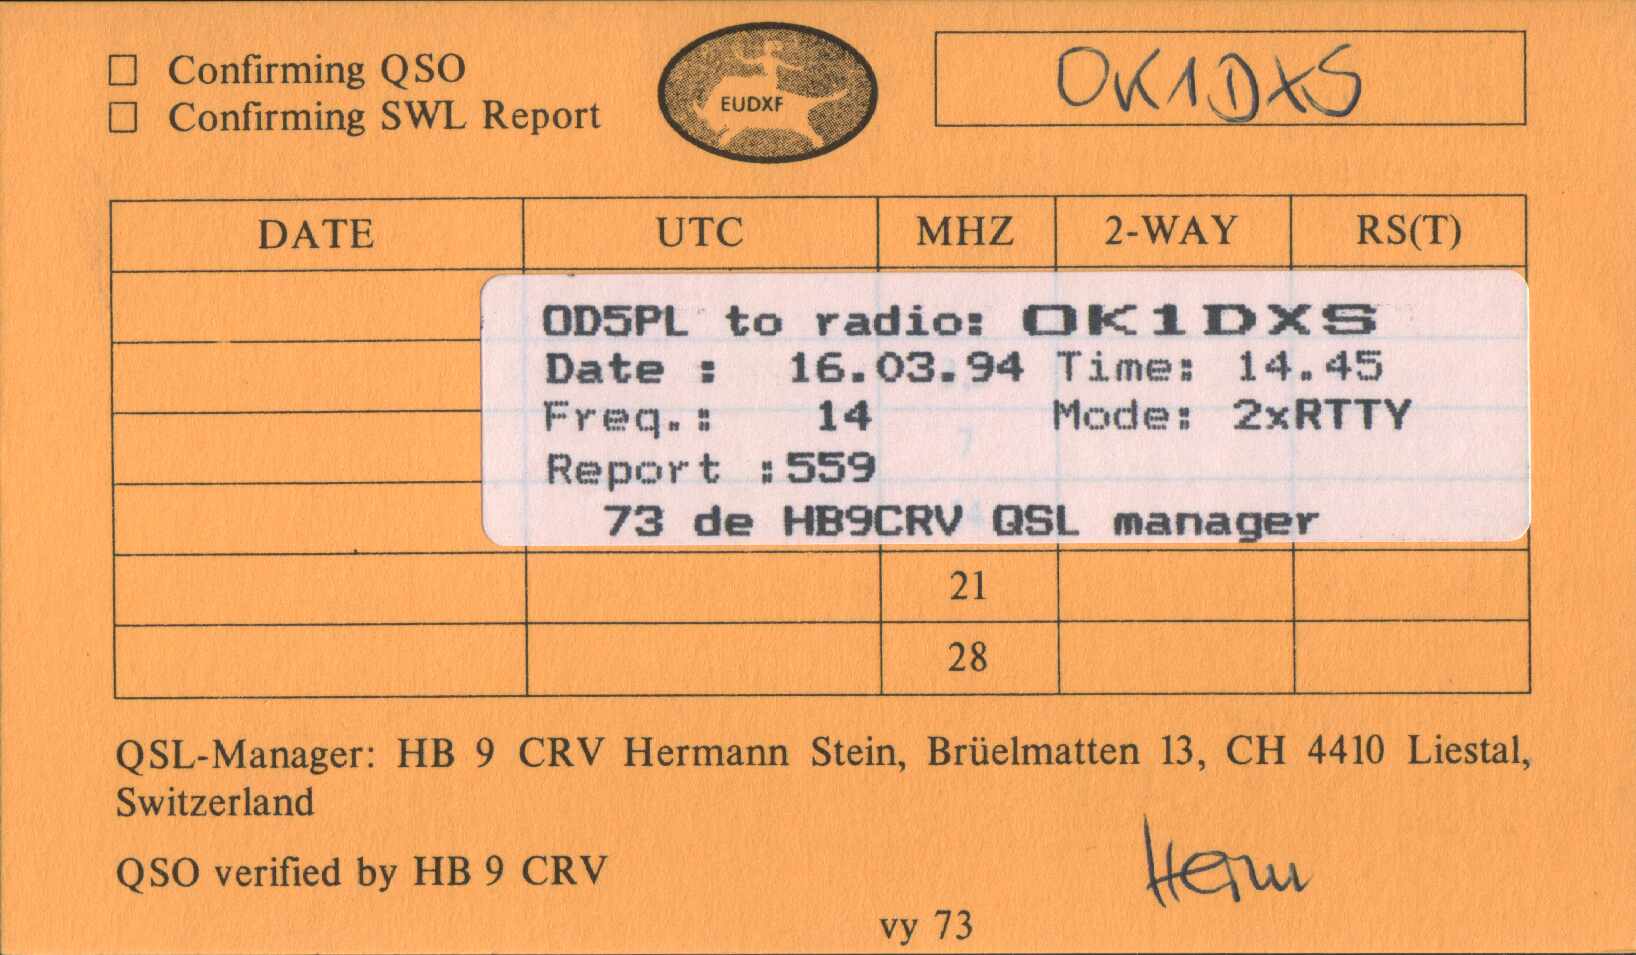 ☐ Confirming QSO
☐ Confirming SWL Report
EUDXF
OK1DXS
DATE UTC MHZ 2-WAY RS(T)
OD5PL to radio: OK1DXS
Date : 16.03.94 Time: 14.45
Freq.: 14 Mode: 2xRTTY
Report :559
73 de HB9CRV QSL manager
21
28
QSL-Manager: HB 9 CRV Hermann Stein, Brüelmatten 13, CH 4410 Liestal,
Switzerland
QSO verified by HB 9 CRV
Herm
vy 73